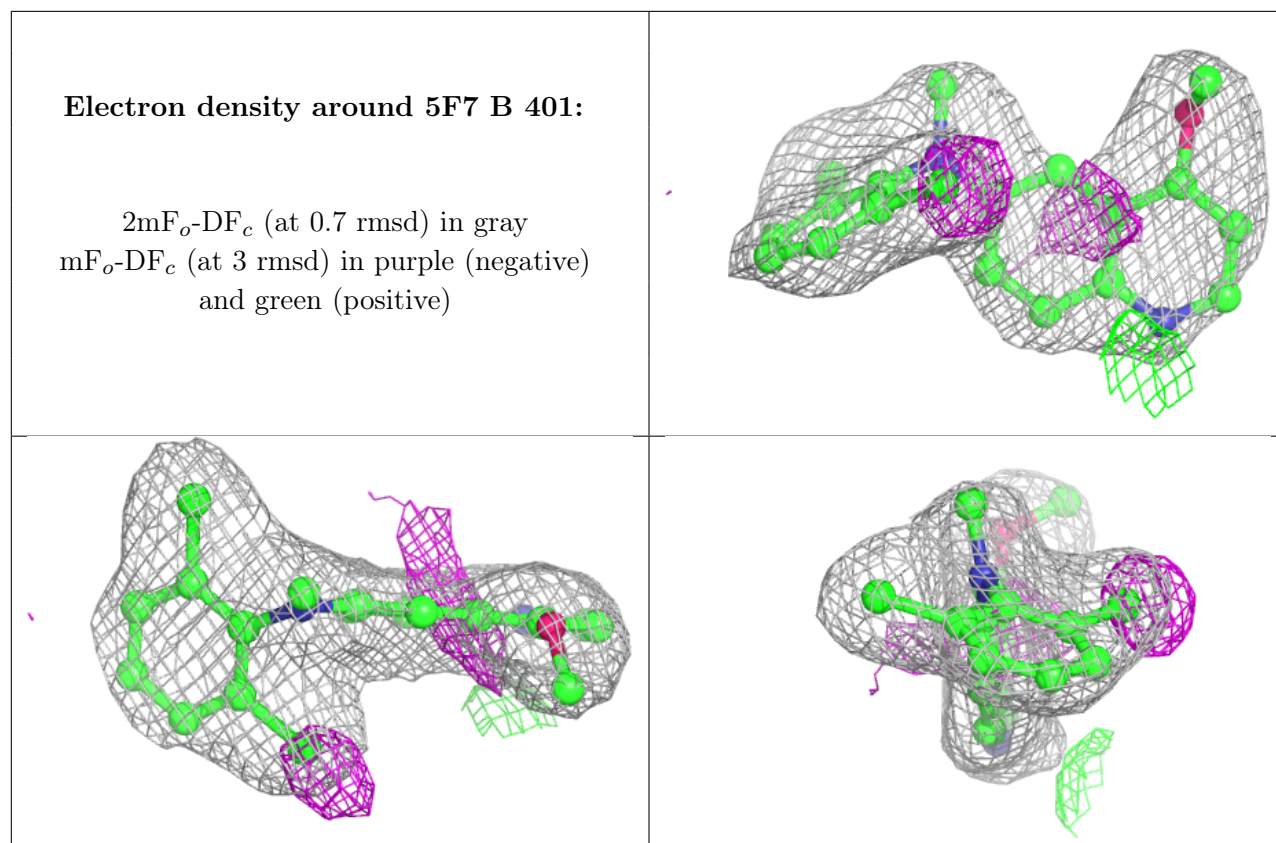 Electron density around 5F7 B 401:
2mFo-DFc (at 0.7 rmsd) in gray
mFo-DFc (at 3 rmsd) in purple (negative)
and green (positive)